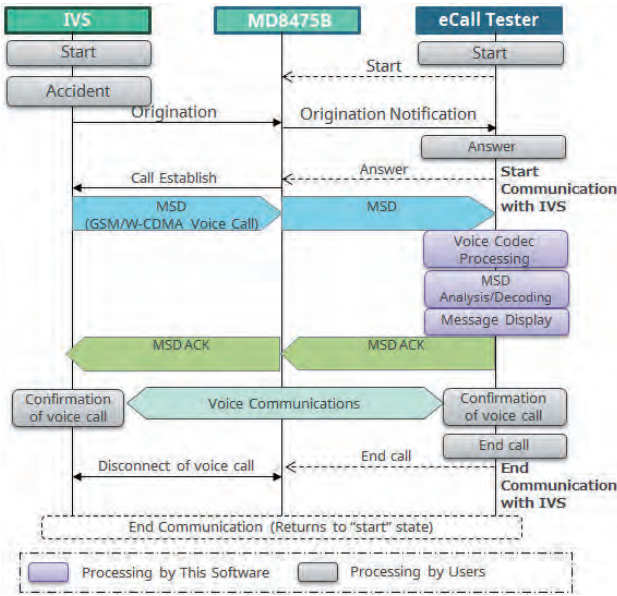 IVS
MD8475B
eCall Tester
Start
Start
Start
Accident
Origination
Origination Notification
Answer
Answer
Call Establish
Start
Communication
with IVS
MSD
(GSM/W-CDMA Voice Call)
MSD
Voice Codec
Processing
MSD
Analysis/Decoding
Message Display
MSD ACK
MSD ACK
Confirmation
of voice call
Voice Communications
Confirmation
of voice call
End call
End call
Disconnect of voice call
End
Communication
with IVS
End Communication (Returns to “start” state)
Processing by This Software
Processing by Users